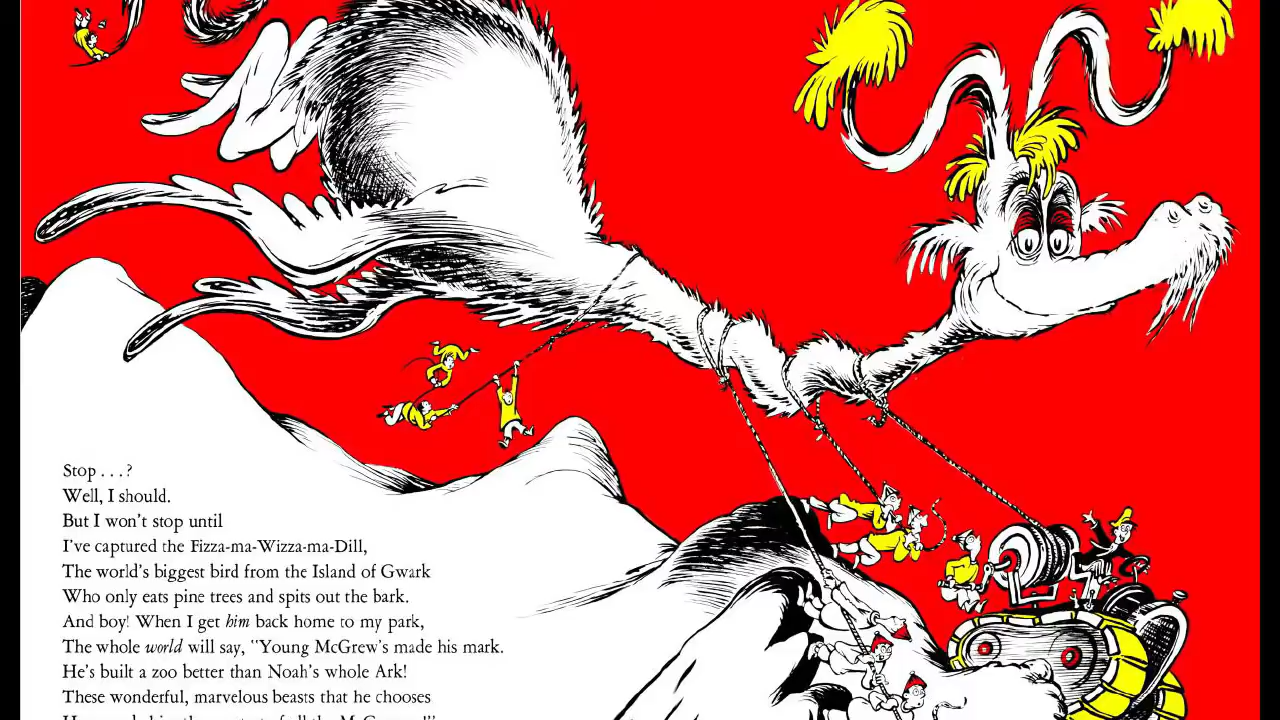 Stop . . . ?
Well, I should.
But I won't stop until
I've captured the Fizza-ma-Wizza-ma-Dill,
The world's biggest bird from the Island of Gwark
Who only eats pine trees and spits out the bark.
And boy! When I get him back home to my park,
The whole world will say, "Young McGrew's made his mark.
He's built a zoo better than Noah's whole Ark!
These wonderful, marvelous beasts that he chooses